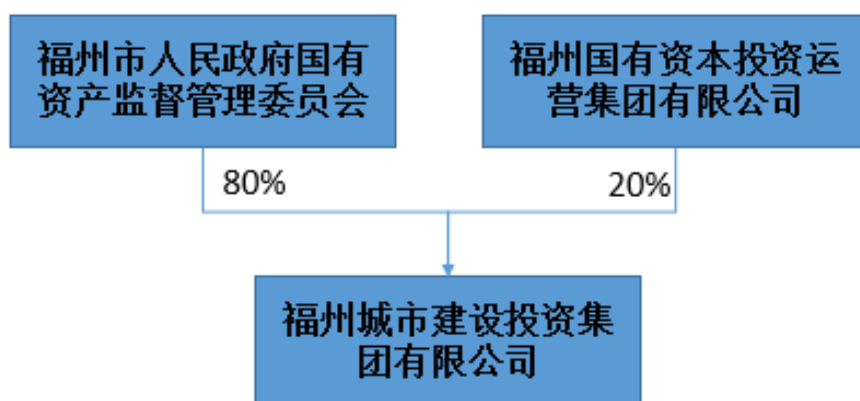 福州市人民政府国有
资产监督管理委员会
福州国有资本投资运
营集团有限公司
80%
20%
福州城市建设投资集
团有限公司